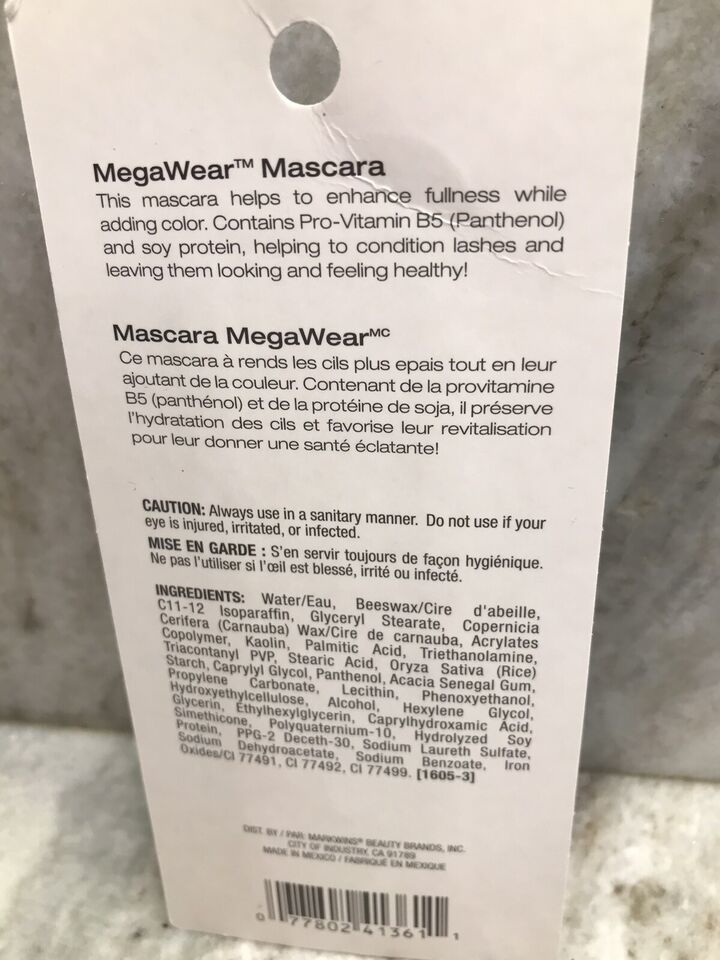 MegaWear™ Mascara
This mascara helps to enhance fullness while
adding color. Contains Pro-Vitamin B5 (Panthenol)
and soy protein, helping to condition lashes and
leaving them looking and feeling healthy!
Mascara MegaWearMC
Ce mascara à rends les cils plus epais tout en leur
ajoutant de la couleur. Contenant de la provitamine
B5 (panthénol) et de la protéine de soja, il préserve
l'hydratation des cils et favorise leur revitalisation
pour leur donner une santé éclatante!
CAUTION: Always use in a sanitary manner. Do not use if your
eye is injured, irritated, or infected.
MISE EN GARDE : S'en servir toujours de façon hygiénique.
Ne pas l'utiliser si l'œil est blessé, irrité ou infecté.
INGREDIENTS: Water/Eau, Beeswax/Cire d'abeille,
C11-12 Isoparaffin, Glyceryl Stearate, Copernicia
Cerifera (Carnauba) Wax/Cire de carnauba, Acrylates
Copolymer, Kaolin, Palmitic Acid, Triethanolamine,
Triacontanyl PVP, Stearic Acid, Oryza Sativa (Rice)
Starch, Caprylyl Glycol, Panthenol, Acacia Senegal Gum,
Propylene Carbonate, Lecithin, Phenoxyethanol,
Hydroxyethylcellulose, Alcohol, Hexylene Glycol,
Glycerin, Ethylhexylglycerin, Caprylhydroxamic Acid,
Simethicone, Polyquaternium-10, Hydrolyzed Soy
Protein, PPG-2 Deceth-30, Sodium Laureth Sulfate,
Sodium Dehydroacetate, Sodium Benzoate, Iron
Oxides/CI 77491, CI 77492, CI 77499. [1605-3]
DIST. BY / PAR: MARKWINS® BEAUTY BRANDS, INC.
CITY OF INDUSTRY, CA 91789
MADE IN MEXICO / FABRIQUÉ EN MEXIQUE
0 77802 41361 1